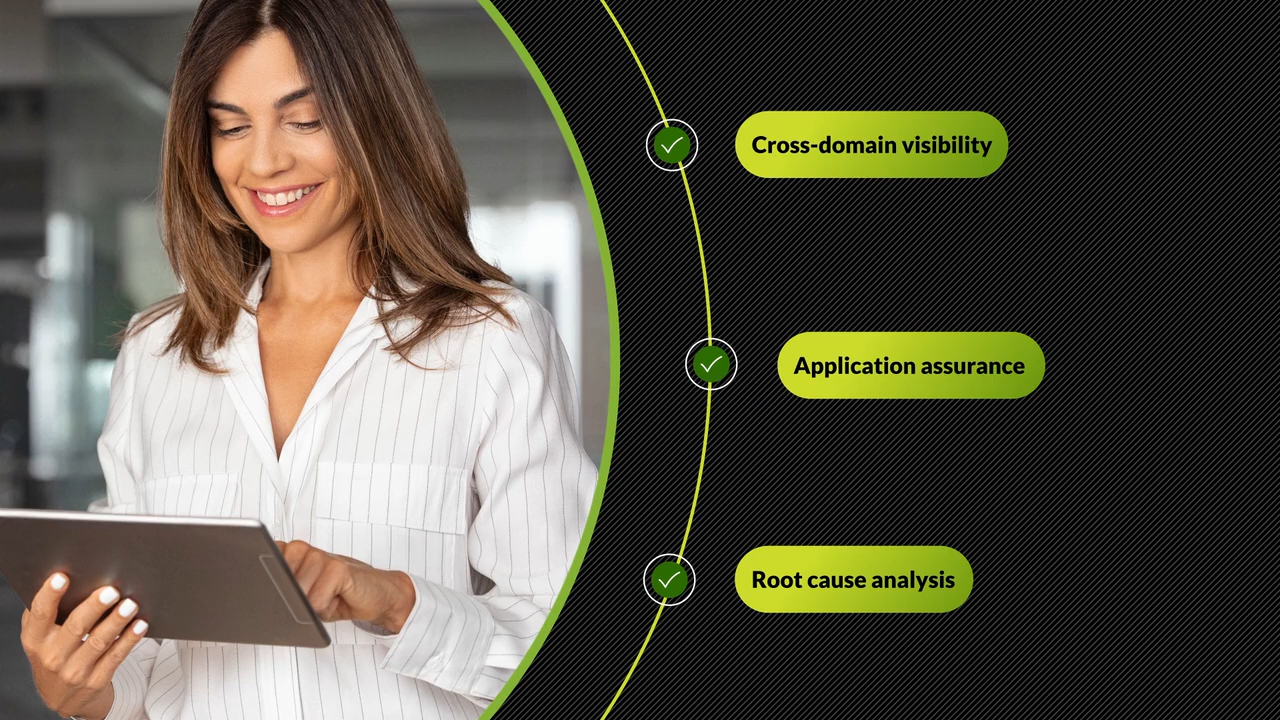 Cross-domain visibility
Application assurance
Root cause analysis